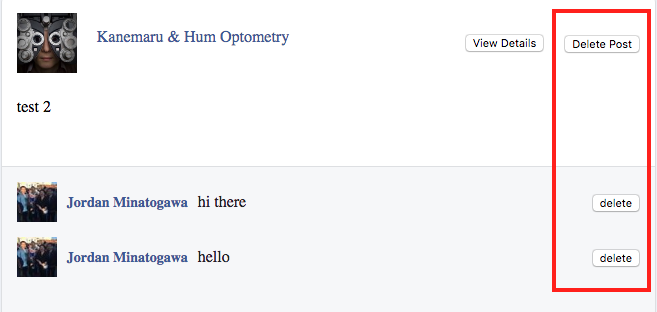 Kanemaru & Hum Optometry View Details Delete Post
test 2
Jordan Minatogawa hi there delete
Jordan Minatogawa hello delete